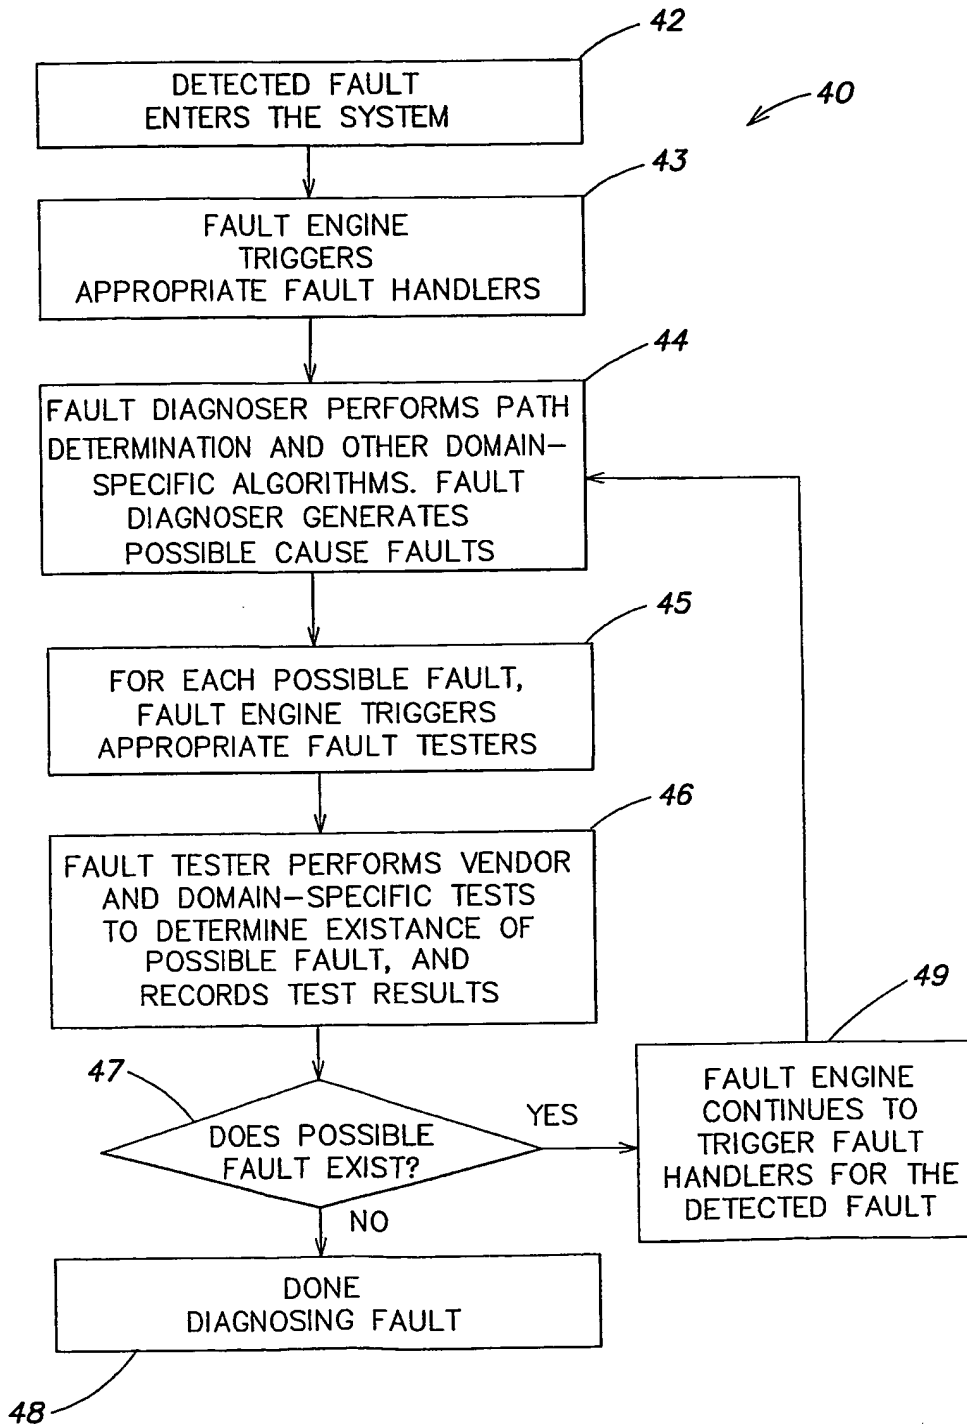 42
DETECTED FAULT
ENTERS THE SYSTEM
40
43
FAULT ENGINE
TRIGGERS
APPROPRIATE FAULT HANDLERS
44
FAULT DIAGNOSER PERFORMS PATH
DETERMINATION AND OTHER DOMAIN–
SPECIFIC ALGORITHMS. FAULT
DIAGNOSER GENERATES
POSSIBLE CAUSE FAULTS
45
FOR EACH POSSIBLE FAULT,
FAULT ENGINE TRIGGERS
APPROPRIATE FAULT TESTERS
46
FAULT TESTER PERFORMS VENDOR
AND DOMAIN–SPECIFIC TESTS
TO DETERMINE EXISTANCE OF
POSSIBLE FAULT, AND
RECORDS TEST RESULTS
47
DOES POSSIBLE
FAULT EXIST?
YES
NO
49
FAULT ENGINE
CONTINUES TO
TRIGGER FAULT
HANDLERS FOR THE
DETECTED FAULT
DONE
DIAGNOSING FAULT
48